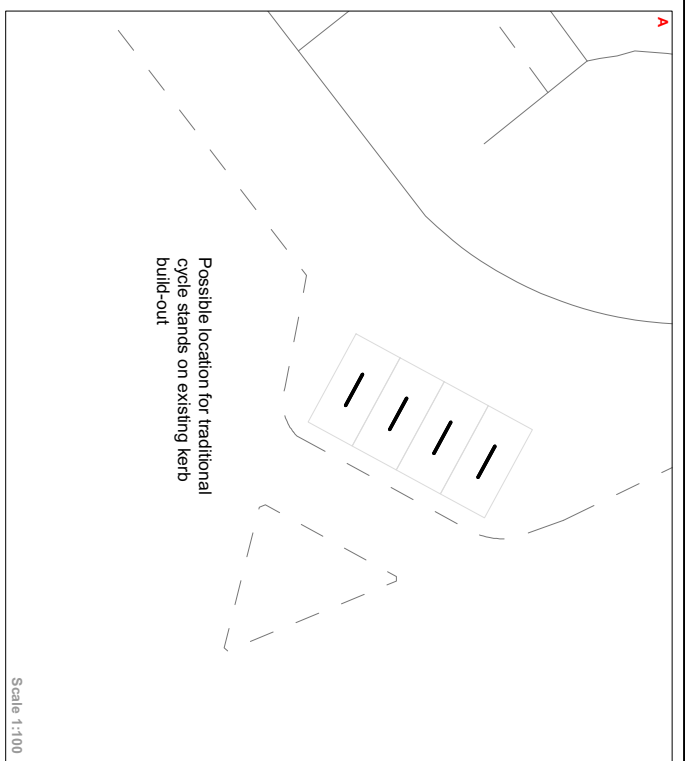 A
Possible location for traditional
cycle stands on existing kerb
build-out
Scale 1:100